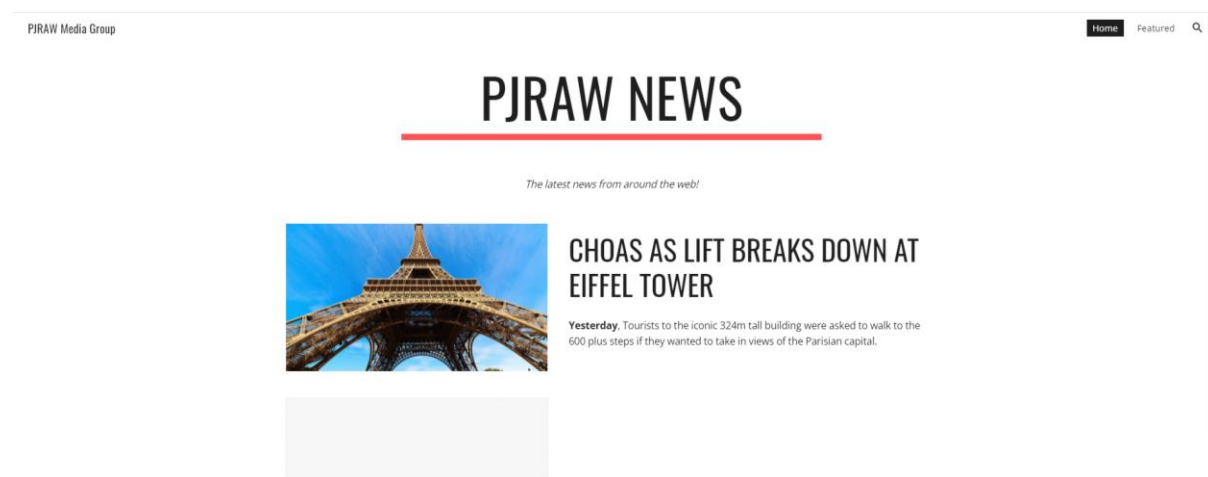 PJRAW Media Group
Home Featured
PJRAW NEWS
The latest news from around the web!
CHOAS AS LIFT BREAKS DOWN AT
EIFFEL TOWER
Yesterday, Tourists to the iconic 324m tall building were asked to walk to the
600 plus steps if they wanted to take in views of the Parisian capital.